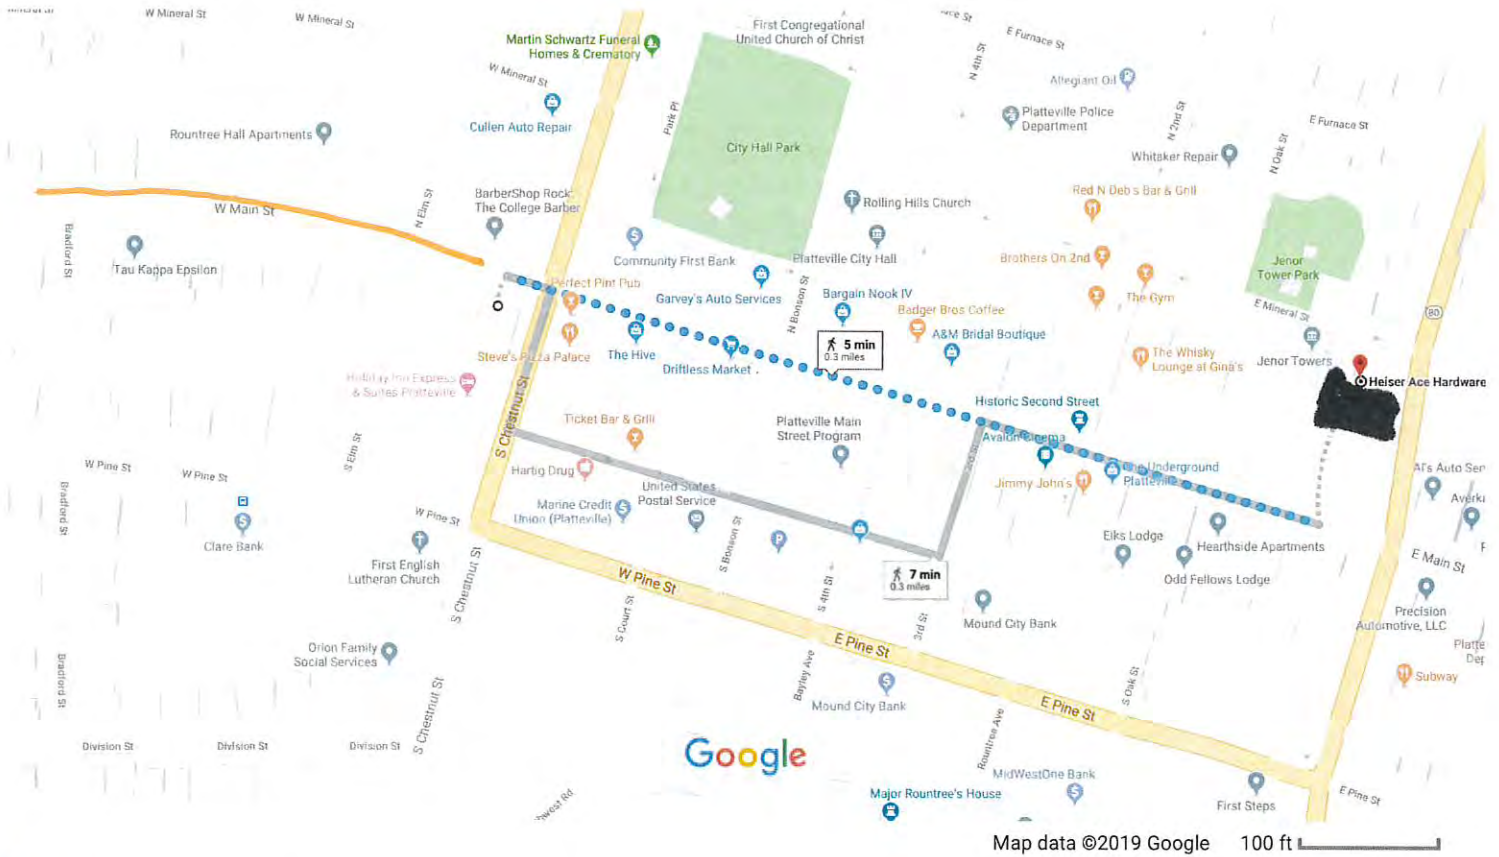 W Mineral St
W Mineral St
First Congregational
United Church of Christ
Martin Schwartz Funeral
Homes & Crematory
E Furnace St
N 4th St
W Mineral St
Allegiant Oil
Cullen Auto Repair
Park Pl
Platteville Police
Department
N 2nd St
E Furnace St
Rountree Hall Apartments
City Hall Park
Whitaker Repair
N Oak St
Red N Deb's Bar & Grill
N Elm St
BarberShop Rock:
The College Barber
W Main St
Rolling Hills Church
Bradford St
Tau Kappa Epsilon
Community First Bank
Platteville City Hall
Brothers On 2nd
Jenor
Tower Park
Perfect Pint Pub
Garvey's Auto Services
N Bonson St
Bargain Nook IV
The Gym
E Mineral St
80
Badger Bros Coffee
A&M Bridal Boutique
5 min
0.3 miles
Steve's Pizza Palace
The Hive
Driftless Market
The Whisky
Lounge at Gina's
Jenor Towers
Heiser Ace Hardware
Holiday Inn Express
& Suites Platteville
S Chestnut St
Historic Second Street
Ticket Bar & Grill
Platteville Main
Street Program
Avalon Cinema
3rd St
S Elm St
W Pine St
W Pine St
Hartig Drug
United States
Postal Service
Jimmy John's
The Underground
Platteville
Al's Auto Ser
Averk
Bradford St
Marine Credit
Union (Platteville)
W Pine St
Clare Bank
First English
Lutheran Church
S Bonson St
P
Elks Lodge
Hearthside Apartments
E Main St
Odd Fellows Lodge
S Chestnut St
W Pine St
7 min
0.3 miles
S 4th St
S Court St
3rd St
Mound City Bank
Precision
Automotive, LLC
E Pine St
Orion Family
Social Services
Bradford St
Bayley Ave
Platte
Dep
Subway
S Oak St
Mound City Bank
E Pine St
S Chestnut St
Division St
Division St
Division St
Google
Rountree Ave
MidWestOne Bank
Major Rountree's House
First Steps
E Pine St
hwest Rd
Map data ©2019 Google 100 ft